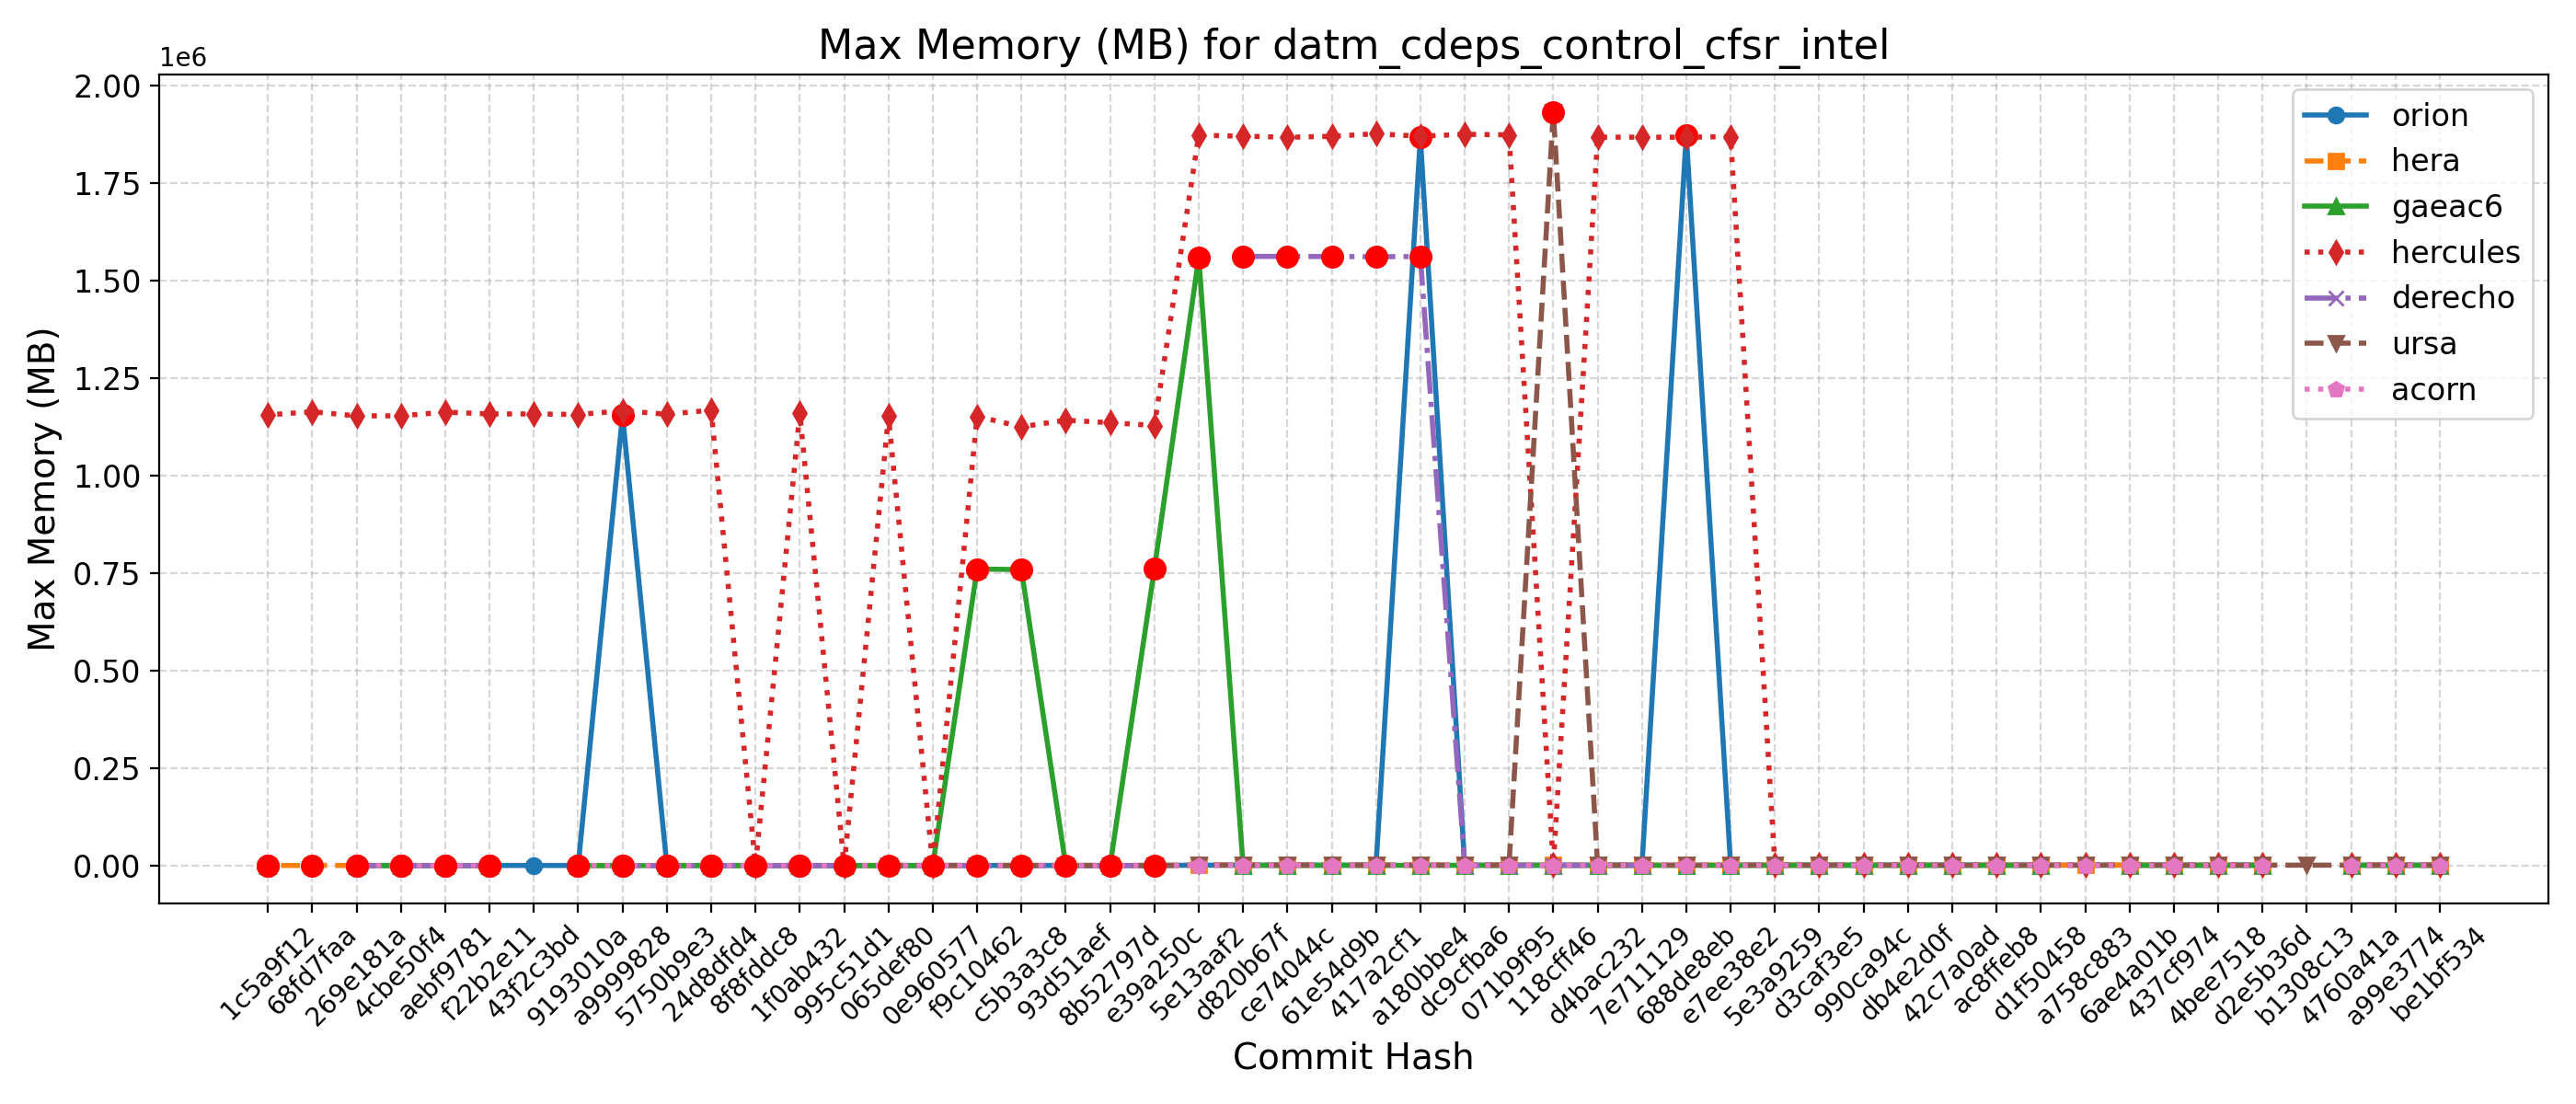 Max Memory (MB) for datm_cdeps_control_cfsr_intel
1e6
2.00
1.75
1.50
1.25
1.00
0.75
0.50
0.25
0.00
Max Memory (MB)
orion
hera
gaeac6
hercules
derecho
ursa
acorn
1c5a9f12
68fd7faa
269e181a
4cbe50f4
aebf9781
f22b2e11
43f2c3bd
9193010a
a9999828
5750b9e3
24d8dfd4
8f8fddc8
1f0ab432
995c51d1
065def80
0e960577
f9c10462
c5b3a3c8
93d51aef
8b52797d
e39a250c
5e13aaf2
d820b67f
ce74044c
61e54d9b
417a2cf1
a180bbe4
dc9cfba6
071b9f95
118cff46
d4bac232
7e711129
688de8eb
e7ee38e2
5e3a9259
d3caf3e5
990ca94c
db4e2d0f
42c7a0ad
ac8ffeb8
d1f50458
a758c883
6ae4a01b
437cf974
4bee7518
d2e5b36d
b1308c13
4760a41a
a99e3774
be1bf534
Commit Hash